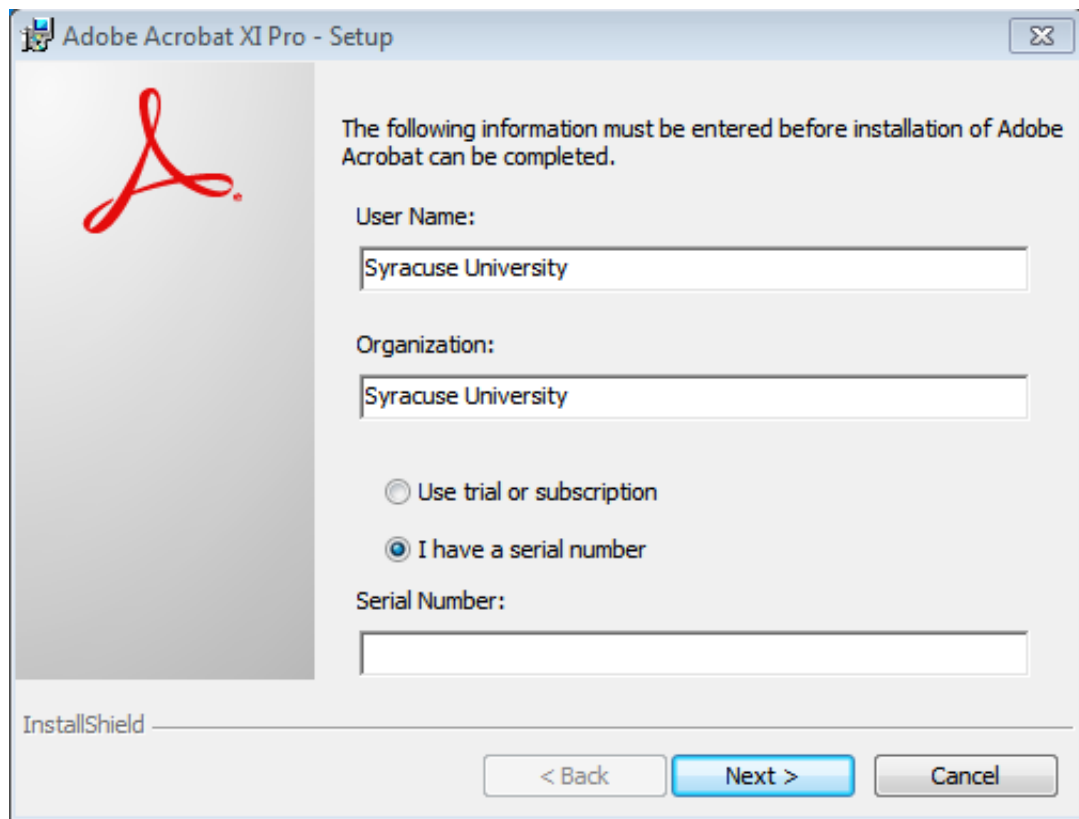 Adobe Acrobat XI Pro - Setup
The following information must be entered before installation of Adobe
Acrobat can be completed.
User Name:
Syracuse University
Organization:
Syracuse University
Use trial or subscription
I have a serial number
Serial Number:
InstallShield
< Back
Next >
Cancel